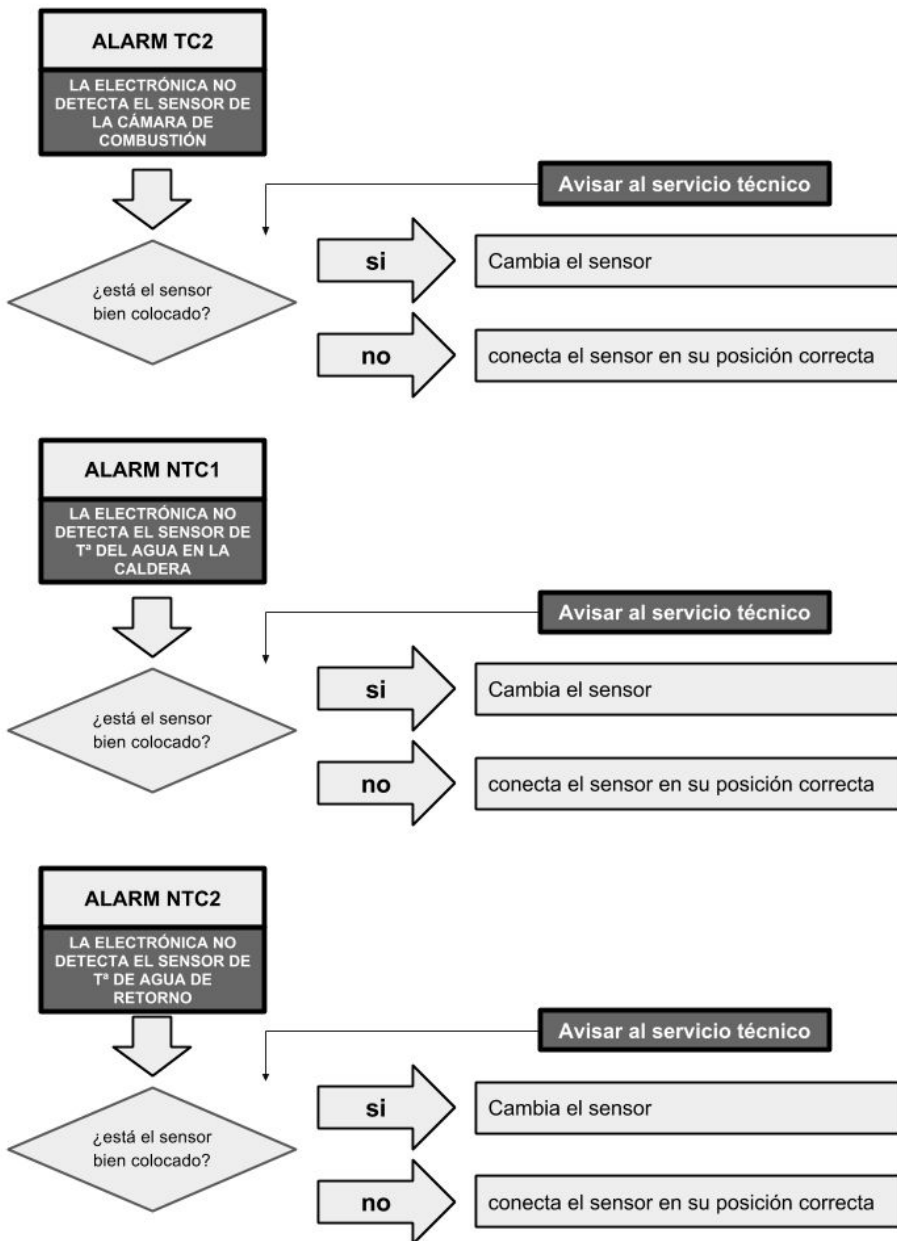 ALARM TC2
LA ELECTRÓNICA NO
DETECTA EL SENSOR DE
LA CÁMARA DE
COMBUSTIÓN
Avisar al servicio técnico
¿está el sensor
bien colocado?
si
Cambia el sensor
no
conecta el sensor en su posición correcta
ALARM NTC1
LA ELECTRÓNICA NO
DETECTA EL SENSOR DE
Tª DEL AGUA EN LA
CALDERA
Avisar al servicio técnico
¿está el sensor
bien colocado?
si
Cambia el sensor
no
conecta el sensor en su posición correcta
ALARM NTC2
LA ELECTRÓNICA NO
DETECTA EL SENSOR DE
Tª DE AGUA DE
RETORNO
Avisar al servicio técnico
¿está el sensor
bien colocado?
si
Cambia el sensor
no
conecta el sensor en su posición correcta